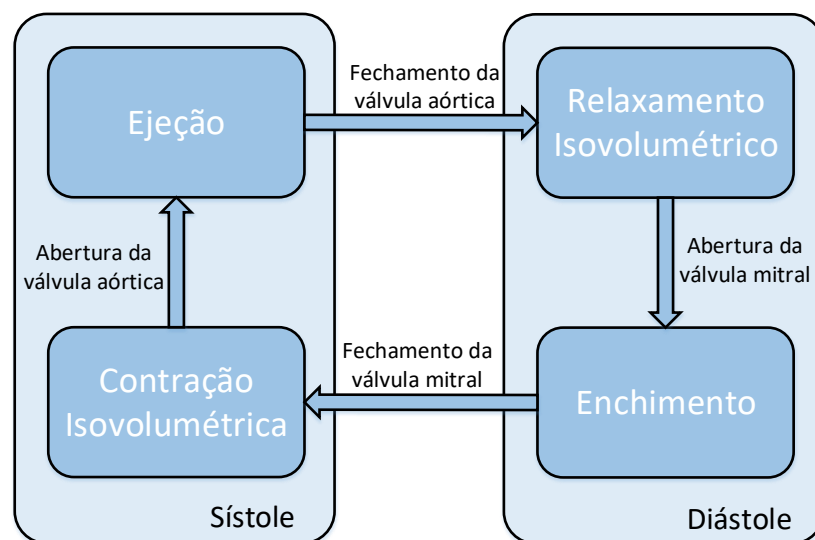 Ejeção
Fechamento da
válvula aórtica
Relaxamento
Isovolumétrico
Abertura da
válvula aórtica
Abertura da
válvula mitral
Contração
Isovolumétrica
Fechamento da
válvula mitral
Enchimento
Sístole
Diástole